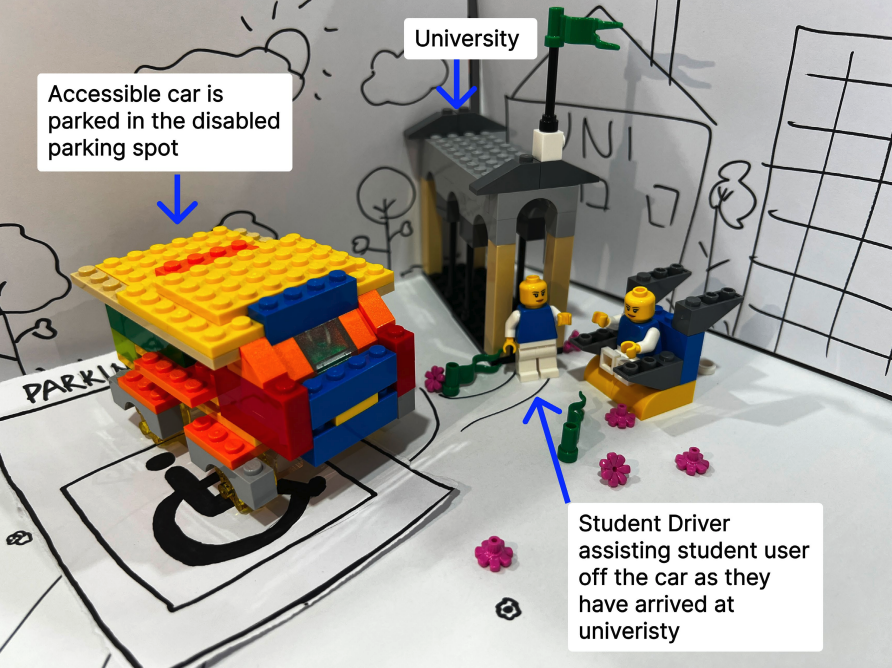 University
Accessible car is
parked in the disabled
parking spot
UNI
PARKIN
Student Driver
assisting student user
off the car as they
have arrived at
univeristy